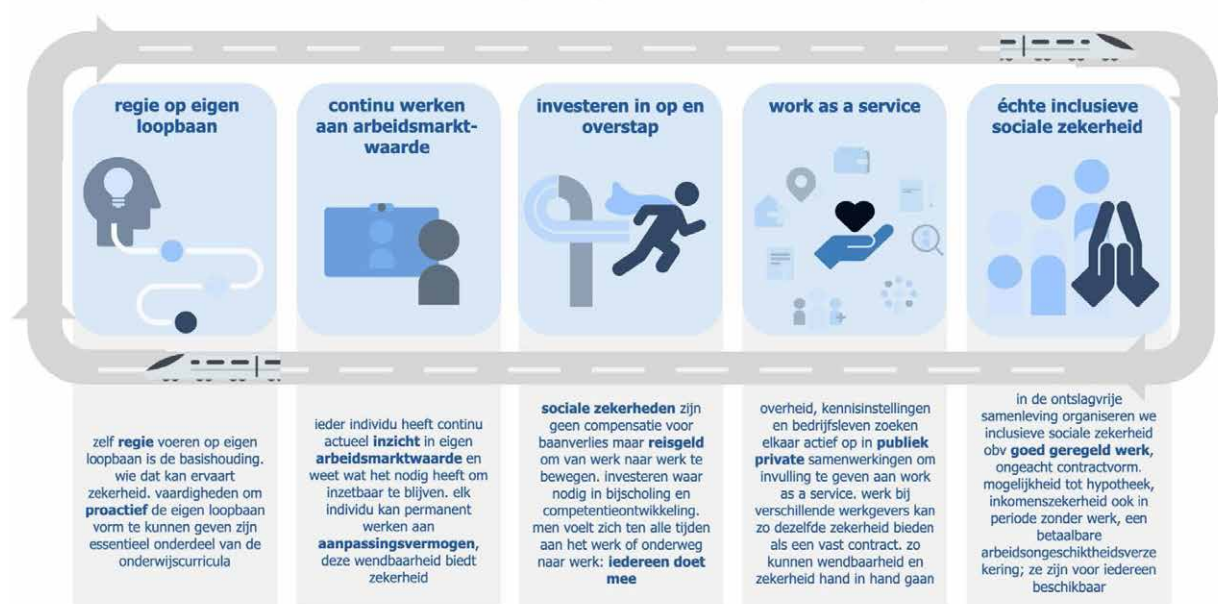 regie op eigen
loopbaan
continu werken
aan arbeidsmarkt-
waarde
investeren in op en
overstap
work as a service
échte inclusieve
sociale zekerheid
zelf regie voeren op eigen
loopbaan is de basishouding.
wie dat kan ervaart
zekerheid. vaardigheden om
proactief de eigen loopbaan
vorm te kunnen geven zijn
essentieel onderdeel van de
onderwijscurricula
ieder individu heeft continu
actueel inzicht in eigen
arbeidsmarktwaarde en
weet wat het nodig heeft om
inzetbaar te blijven. elk
individu kan permanent
werken aan
aanpassingsvermogen,
deze wendbaarheid biedt
zekerheid
sociale zekerheden zijn
geen compensatie voor
baanverlies maar reisgeld
om van werk naar werk te
bewegen. investeren waar
nodig in bijscholing en
competentieontwikkeling.
men voelt zich ten alle tijden
aan het werk of onderweg
naar werk: iedereen doet
mee
overheid, kennisinstellingen
en bedrijfsleven zoeken
elkaar actief op in publiek
private samenwerkingen om
invulling te geven aan work
as a service. werk bij
verschillende werkgevers kan
zo dezelfde zekerheid bieden
als een vast contract. zo
kunnen wendbaarheid en
zekerheid hand in hand gaan
in de ontslagvrije
samenleving organiseren we
inclusieve sociale zekerheid
obv goed geregeld werk,
ongeacht contractvorm.
mogelijkheid tot hypotheek,
inkomenszekerheid ook in
periode zonder werk, een
betaalbare
arbeidsongeschiktheidsverze
kering; ze zijn voor iedereen
beschikbaar